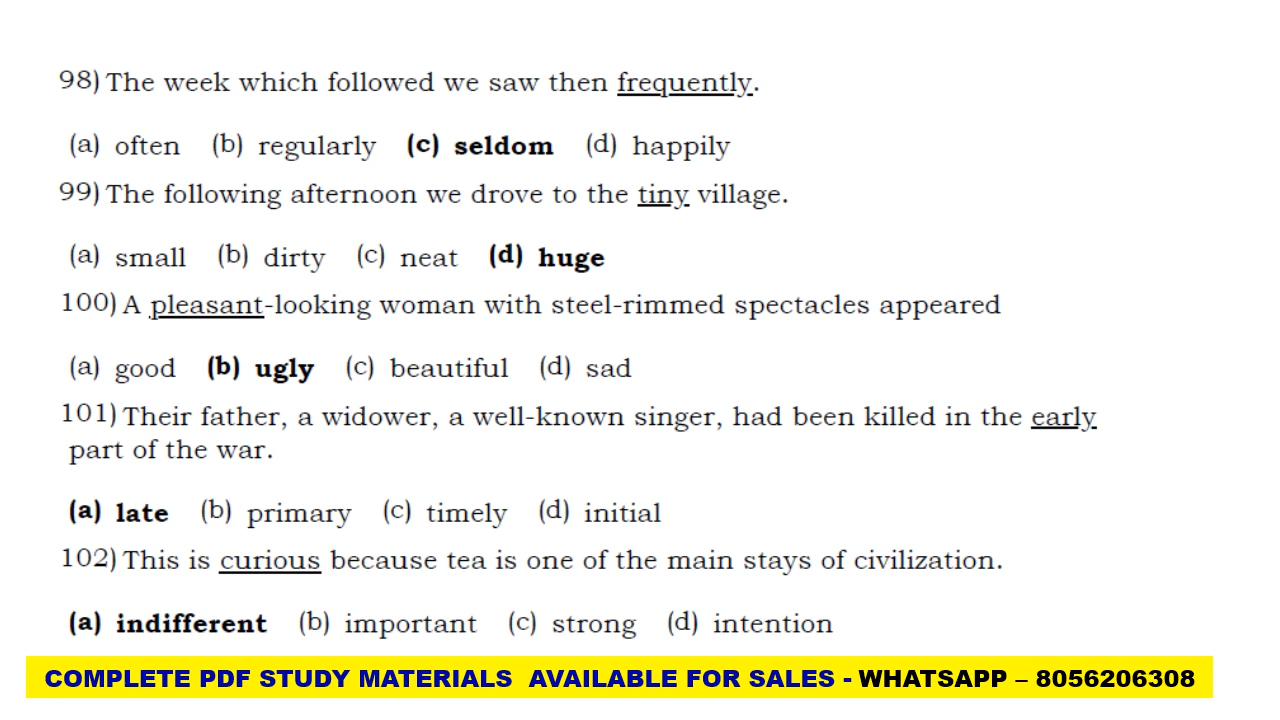 98) The week which followed we saw then frequently.
(a) often (b) regularly (c) seldom (d) happily
99) The following afternoon we drove to the tiny village.
(a) small (b) dirty (c) neat (d) huge
100) A pleasant-looking woman with steel-rimmed spectacles appeared
(a) good (b) ugly (c) beautiful (d) sad
101) Their father, a widower, a well-known singer, had been killed in the early
part of the war.
(a) late (b) primary (c) timely (d) initial
102) This is curious because tea is one of the main stays of civilization.
(a) indifferent (b) important (c) strong (d) intention
COMPLETE PDF STUDY MATERIALS AVAILABLE FOR SALES - WHATSAPP – 8056206308